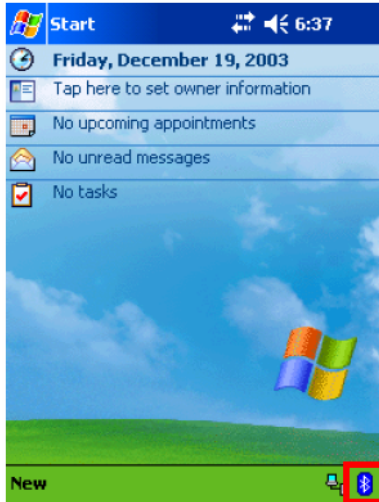 Start 6:37
Friday, December 19, 2003
Tap here to set owner information
No upcoming appointments
No unread messages
No tasks
New